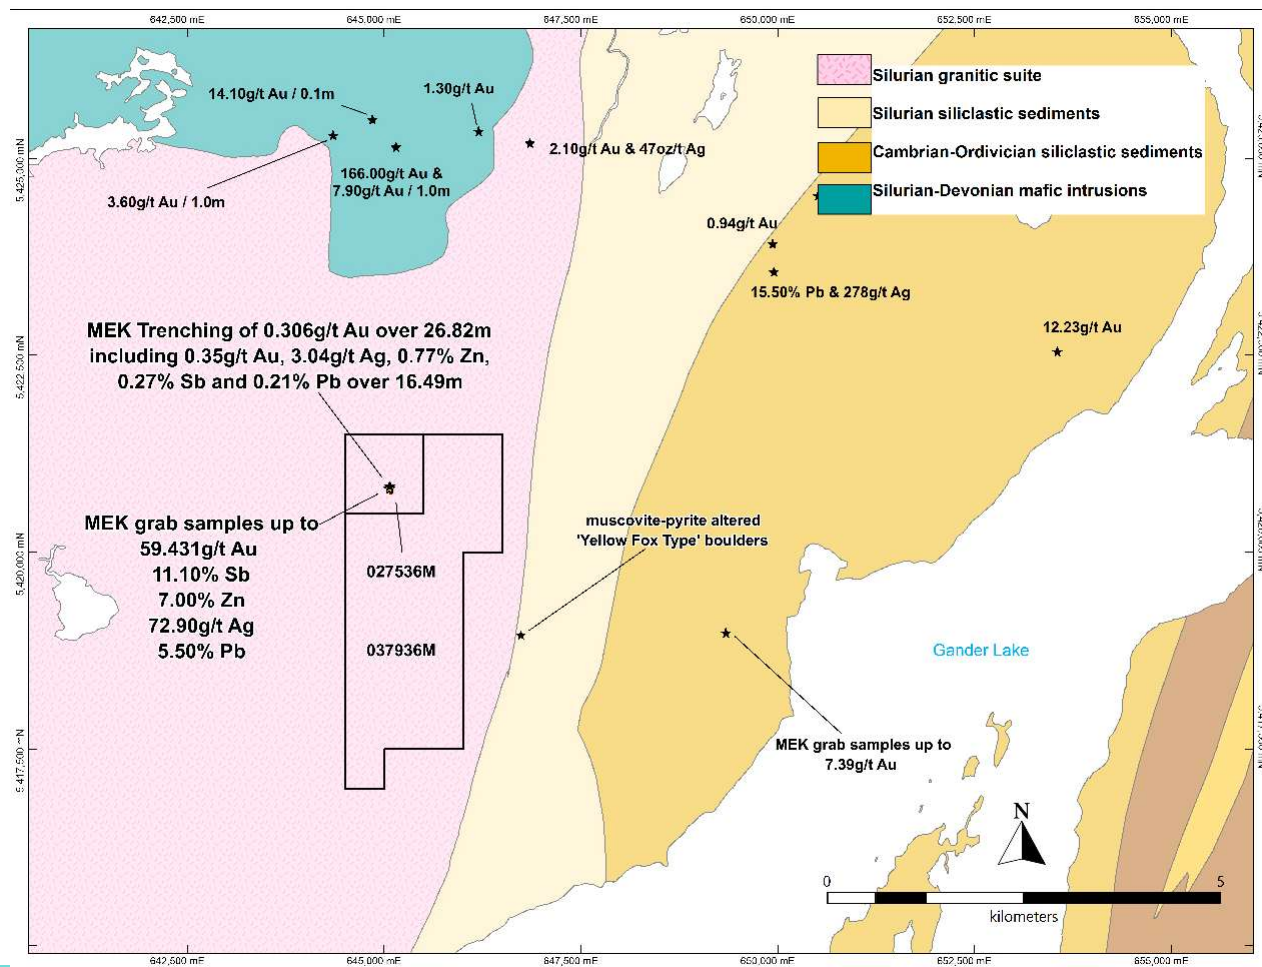 642,500 mE
645,000 mE
647,500 mE
650,000 mE
652,500 mE
655,000 mE
Silurian granitic suite
Silurian siliclastic sediments
Cambrian-Ordivician siliclastic sediments
Silurian-Devonian mafic intrusions
14.10g/t Au / 0.1m
1.30g/t Au
2.10g/t Au & 47oz/t Ag
166.00g/t Au &
7.90g/t Au / 1.0m
3.60g/t Au / 1.0m
0.94g/t Au
15.50% Pb & 278g/t Ag
12.23g/t Au
MEK Trenching of 0.306g/t Au over 26.82m
including 0.35g/t Au, 3.04g/t Ag, 0.77% Zn,
0.27% Sb and 0.21% Pb over 16.49m
MEK grab samples up to
59.431g/t Au
11.10% Sb
7.00% Zn
72.90g/t Ag
5.50% Pb
027536M
037936M
muscovite-pyrite altered
'Yellow Fox Type' boulders
Gander Lake
MEK grab samples up to
7.39g/t Au
N
0
5
kilometers
5,425,000 mN
5,422,500 mN
5,420,000 mN
5,417,500 mN
642,500 mE
645,000 mE
647,500 mE
650,000 mE
652,500 mE
655,000 mE